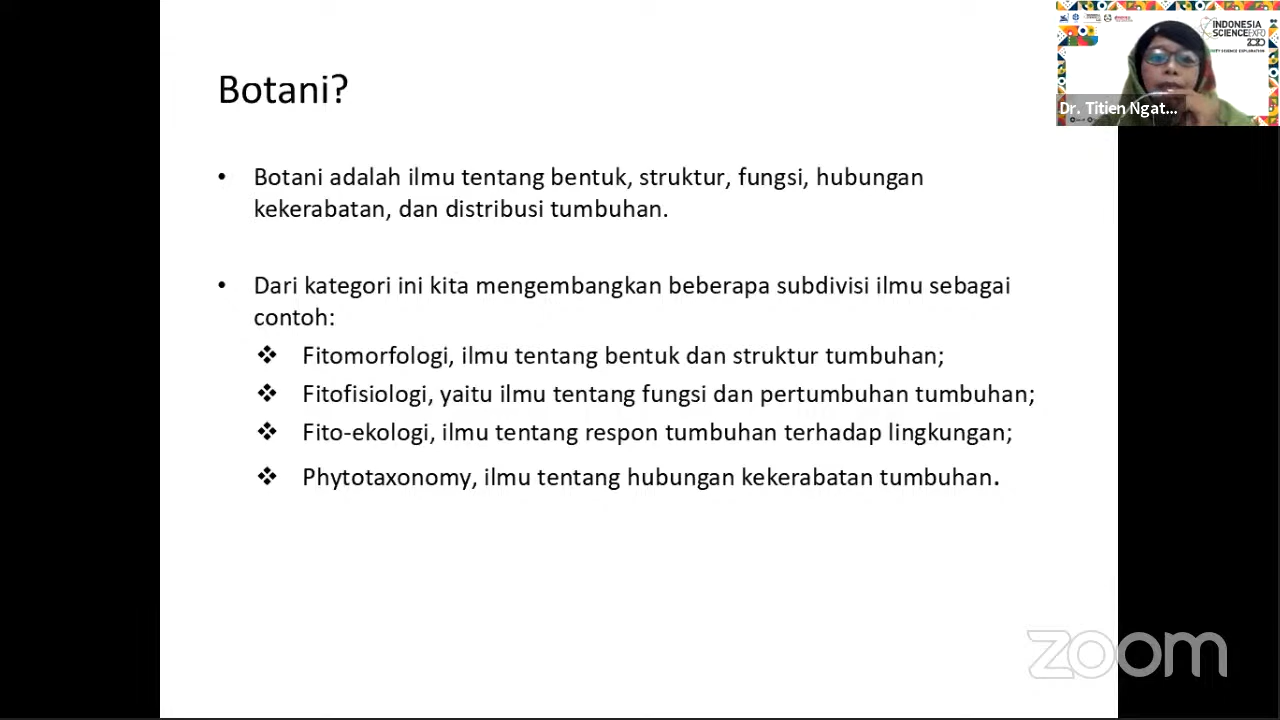 Botani?
• Botani adalah ilmu tentang bentuk, struktur, fungsi, hubungan
kekerabatan, dan distribusi tumbuhan.
• Dari kategori ini kita mengembangkan beberapa subdivisi ilmu sebagai
contoh:
❖ Fitomorfologi, ilmu tentang bentuk dan struktur tumbuhan;
❖ Fitofisiologi, yaitu ilmu tentang fungsi dan pertumbuhan tumbuhan;
❖ Fito-ekologi, ilmu tentang respon tumbuhan terhadap lingkungan;
❖ Phytotaxonomy, ilmu tentang hubungan kekerabatan tumbuhan.
INDONESIA
SCIENCE EXPO
2020
Dr. Titien Ngat...
zoom